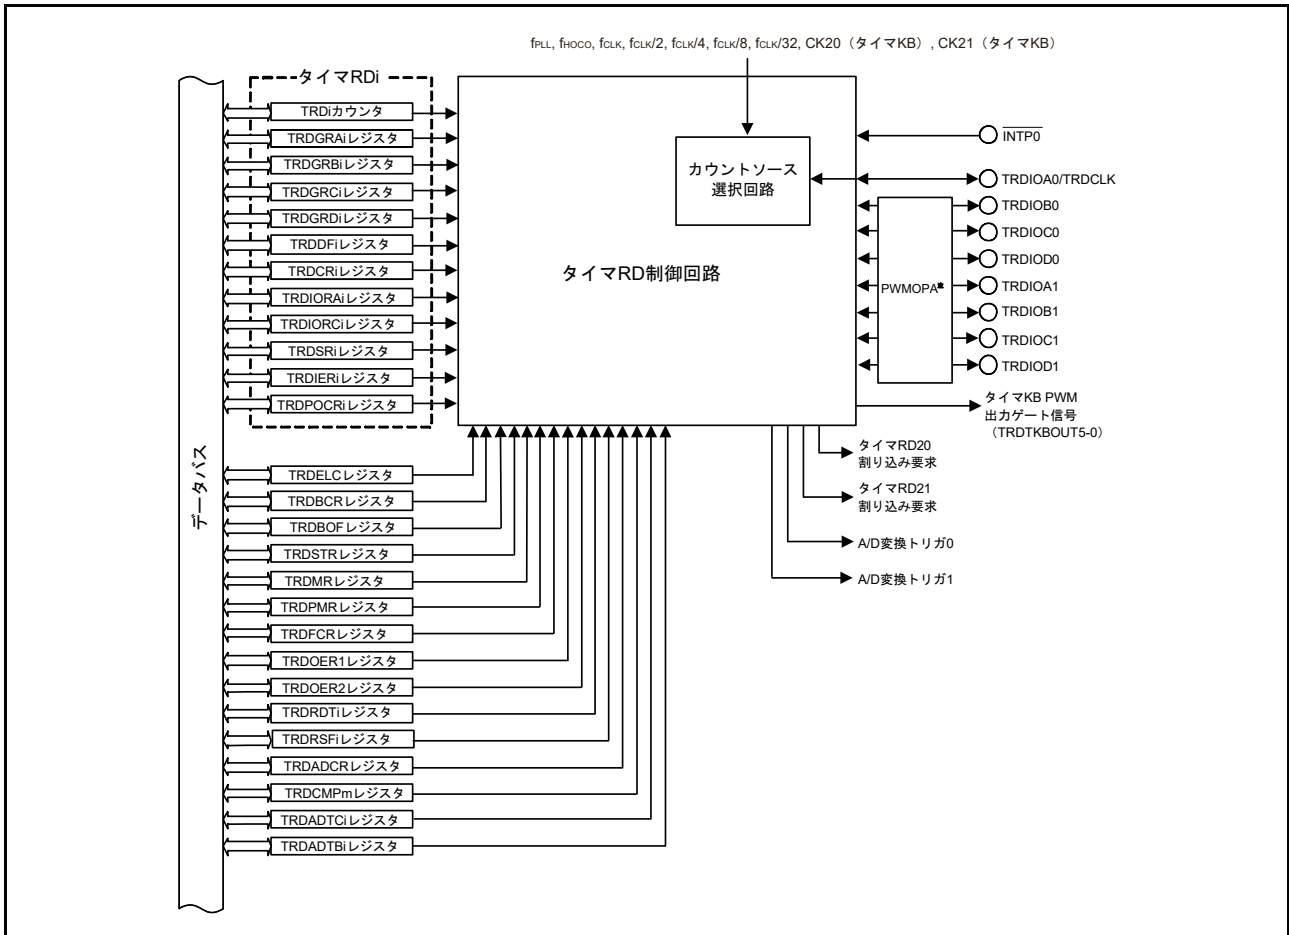 fPLL, fHOCO, fCLK, fCLK/2, fCLK/4, fCLK/8, fCLK/32, CK20（タイマKB）, CK21（タイマKB）
タイマRDi
TRDiカウンタ
TRDGRAiレジスタ
TRDGRBiレジスタ
TRDGRCiレジスタ
TRDGRDiレジスタ
TRDDFiレジスタ
TRDCRiレジスタ
TRDIORAiレジスタ
TRDIORCiレジスタ
TRDSRiレジスタ
TRDIERiレジスタ
TRDPOCRiレジスタ
データバス
TRDELCレジスタ
TRDBCRレジスタ
TRDBOFレジスタ
TRDSTRレジスタ
TRDMRレジスタ
TRDPMRレジスタ
TRDFCRレジスタ
TRDOER1レジスタ
TRDOER2レジスタ
TRDRDTiレジスタ
TRDRSFiレジスタ
TRDADCRレジスタ
TRDCMPmレジスタ
TRDADTCiレジスタ
TRDADTBiレジスタ
カウントソース
選択回路
タイマRD制御回路
INTP0
TRDIOA0/TRDCLK
TRDIOB0
TRDIOC0
TRDIOD0
TRDIOA1
TRDIOB1
TRDIOC1
TRDIOD1
PWMOPA注
タイマKB PWM
出力ゲート信号
（TRDTKBOUT5-0）
タイマRD20
割り込み要求
タイマRD21
割り込み要求
A/D変換トリガ0
A/D変換トリガ1